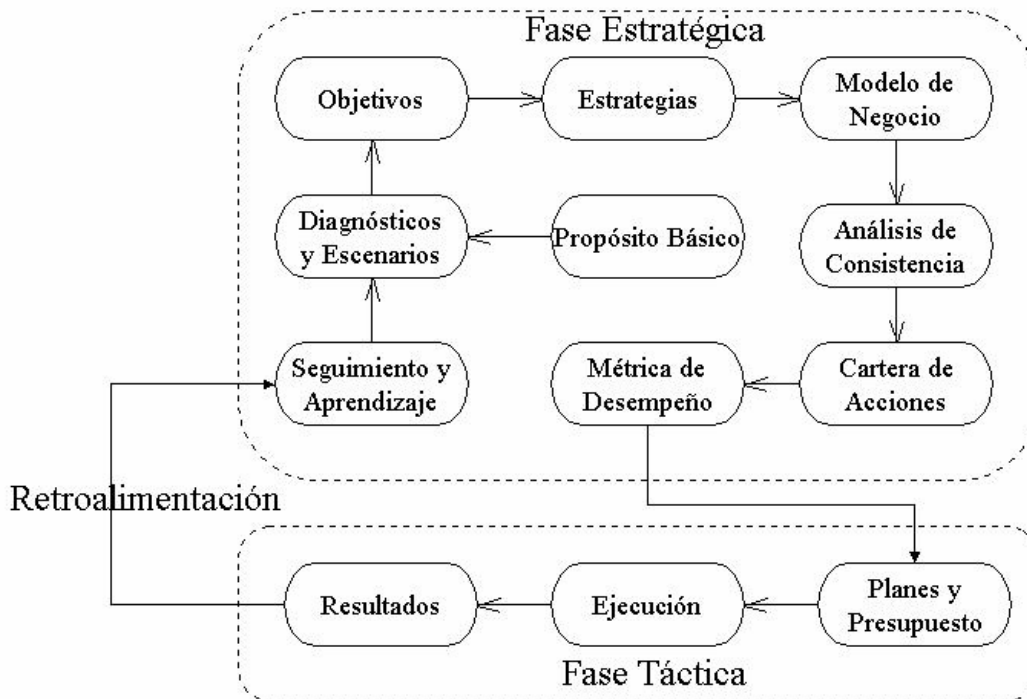 Fase Estratégica
Objetivos
Estrategias
Modelo de
Negocio
Diagnósticos
y Escenarios
Propósito Básico
Análisis de
Consistencia
Seguimiento y
Aprendizaje
Métrica de
Desempeño
Cartera de
Acciones
Retroalimentación
Resultados
Ejecución
Planes y
Presupuesto
Fase Táctica